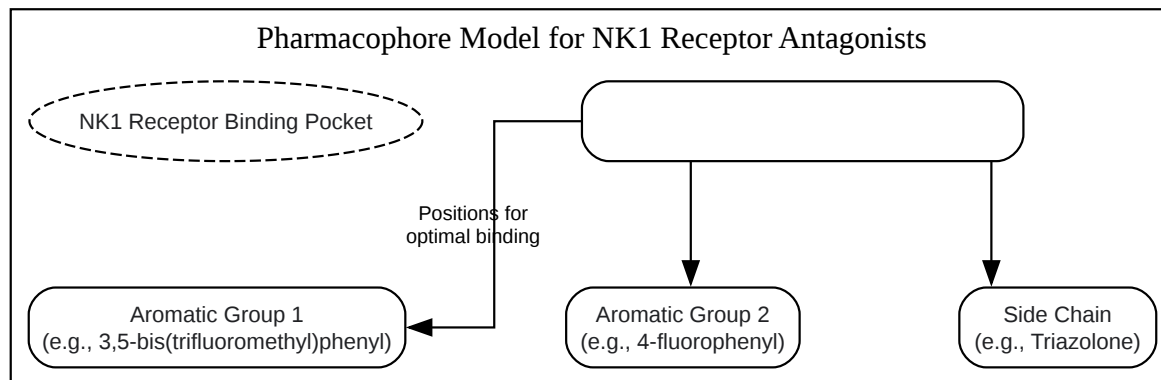 Pharmacophore Model for NK1 Receptor Antagonists
NK1 Receptor Binding Pocket
Positions for
optimal binding
Aromatic Group 1
(e.g., 3,5-bis(trifluoromethyl)phenyl)
Aromatic Group 2
(e.g., 4-fluorophenyl)
Side Chain
(e.g., Triazolone)